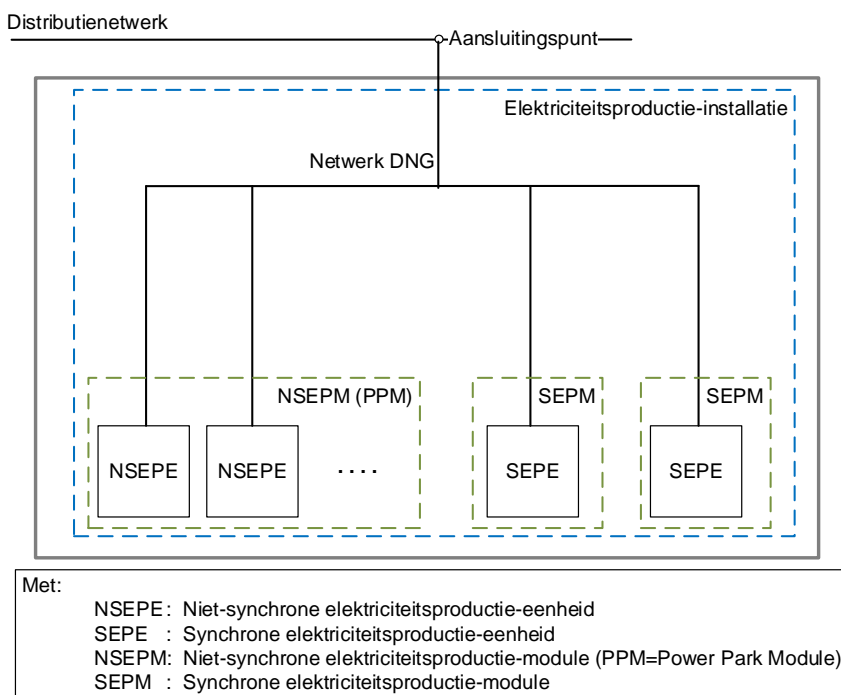 Distributienetwerk
Aansluitingspunt
Elektriciteitsproductie-installatie
Netwerk DNG
NSEPM (PPM) SEPM SEPM
NSEPE NSEPE .... SEPE SEPE
Met:
NSEPE : Niet-synchrone elektriciteitsproductie-eenheid
SEPE : Synchrone elektriciteitsproductie-eenheid
NSEPM: Niet-synchrone elektriciteitsproductie-module (PPM=Power Park Module)
SEPM : Synchrone elektriciteitsproductie-module